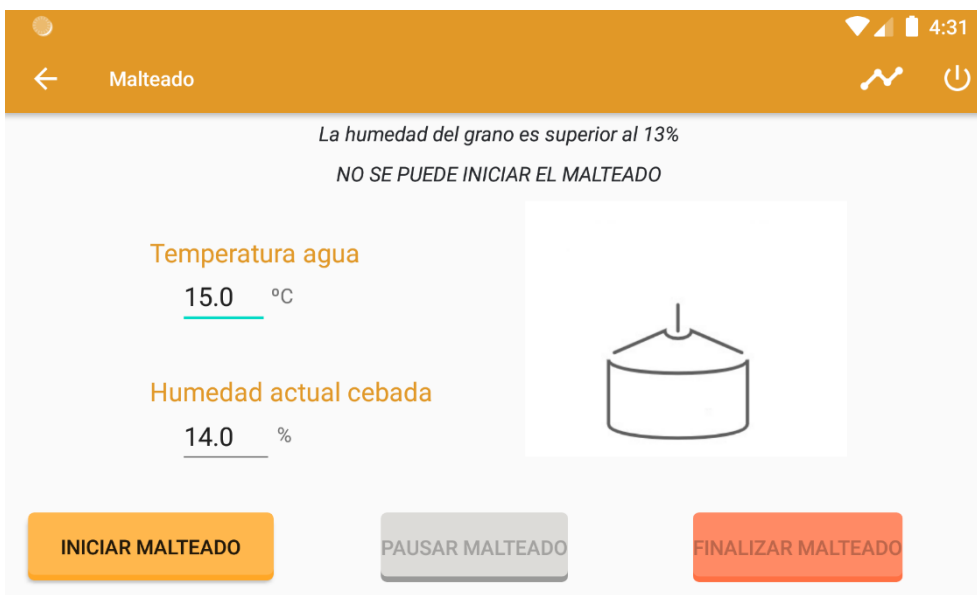 4:31
Malteado
La humedad del grano es superior al 13%
NO SE PUEDE INICIAR EL MALTEADO
Temperatura agua
15.0 ºC
Humedad actual cebada
14.0 %
INICIAR MALTEADO
PAUSAR MALTEADO
FINALIZAR MALTEADO